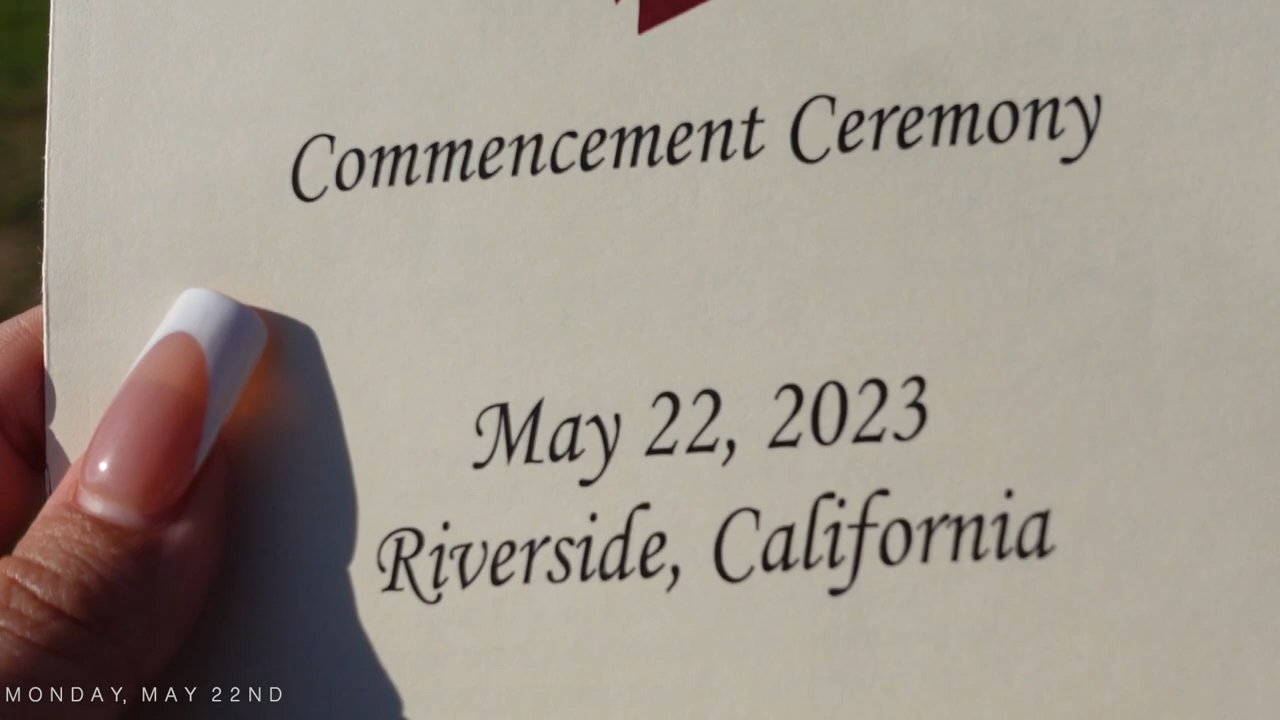 Commencement Ceremony
May 22, 2023
Riverside, California
MONDAY, MAY 22ND